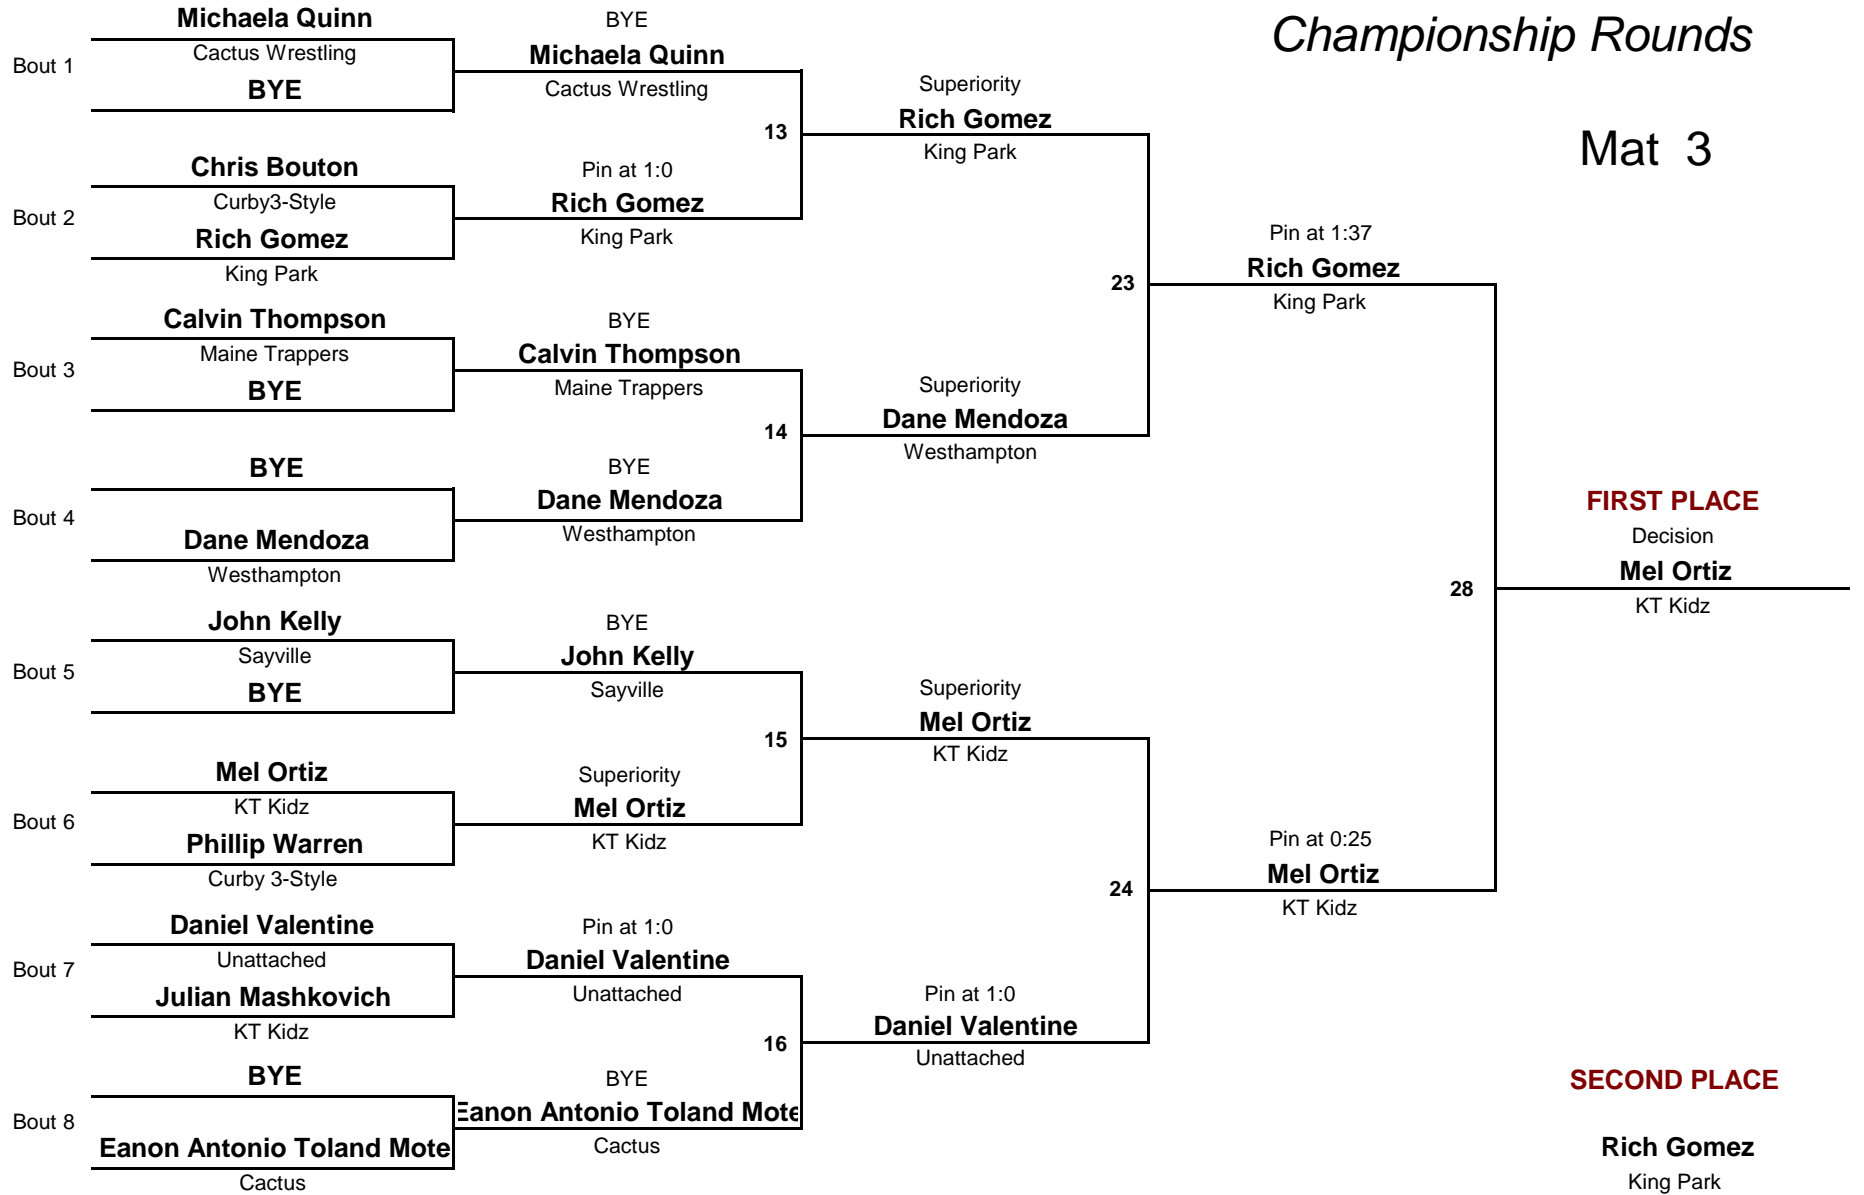 Championship Rounds
Mat 3
Bout 1
Michaela Quinn
Cactus Wrestling
BYE
Bout 2
Chris Bouton
Curby3-Style
Rich Gomez
King Park
Bout 3
Calvin Thompson
Maine Trappers
BYE
Bout 4
BYE
Dane Mendoza
Westhampton
Bout 5
John Kelly
Sayville
BYE
Bout 6
Mel Ortiz
KT Kidz
Phillip Warren
Curby 3-Style
Bout 7
Daniel Valentine
Unattached
Julian Mashkovich
KT Kidz
Bout 8
BYE
Eanon Antonio Toland Mote
Cactus
BYE
Michaela Quinn
Cactus Wrestling
13
Pin at 1:0
Rich Gomez
King Park
BYE
Calvin Thompson
Maine Trappers
14
BYE
Dane Mendoza
Westhampton
BYE
John Kelly
Sayville
15
Superiority
Mel Ortiz
KT Kidz
Pin at 1:0
Daniel Valentine
Unattached
16
BYE
Eanon Antonio Toland Mote
Cactus
Superiority
Rich Gomez
King Park
23
Superiority
Dane Mendoza
Westhampton
Superiority
Mel Ortiz
KT Kidz
24
Pin at 1:0
Daniel Valentine
Unattached
Pin at 1:37
Rich Gomez
King Park
28
Pin at 0:25
Mel Ortiz
KT Kidz
FIRST PLACE
Decision
Mel Ortiz
KT Kidz
SECOND PLACE
Rich Gomez
King Park